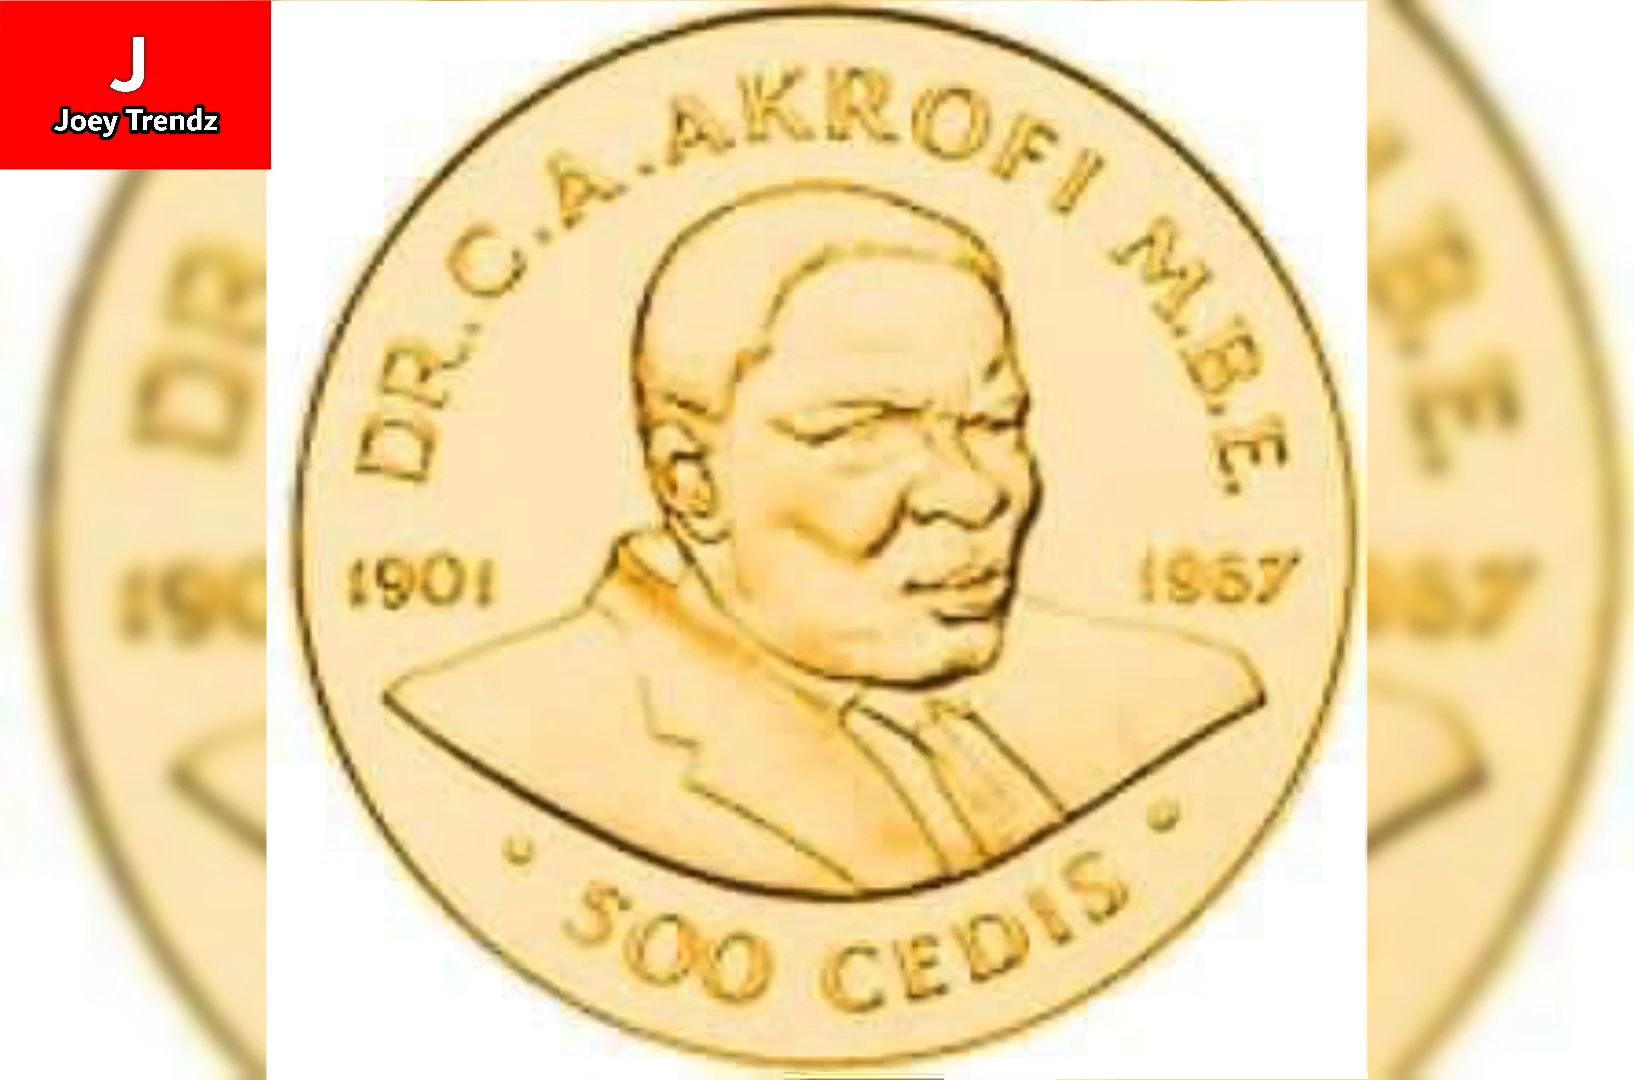 J
Joey Trendz
DR. C. A. AKROFI M.B.E.
1901
1967
• 500 CEDIS •